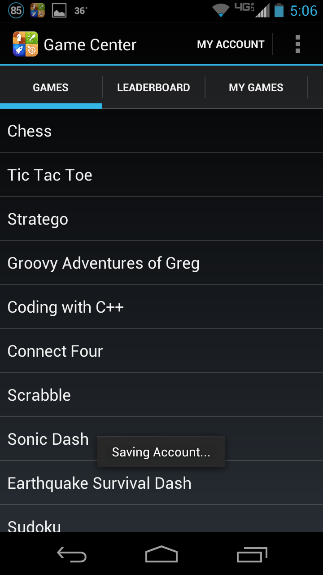 85 36° 4G 5:06
Game Center MY ACCOUNT
GAMES LEADERBOARD MY GAMES
Chess
Tic Tac Toe
Stratego
Groovy Adventures of Greg
Coding with C++
Connect Four
Scrabble
Sonic Dash
Saving Account...
Earthquake Survival Dash
Sudoku